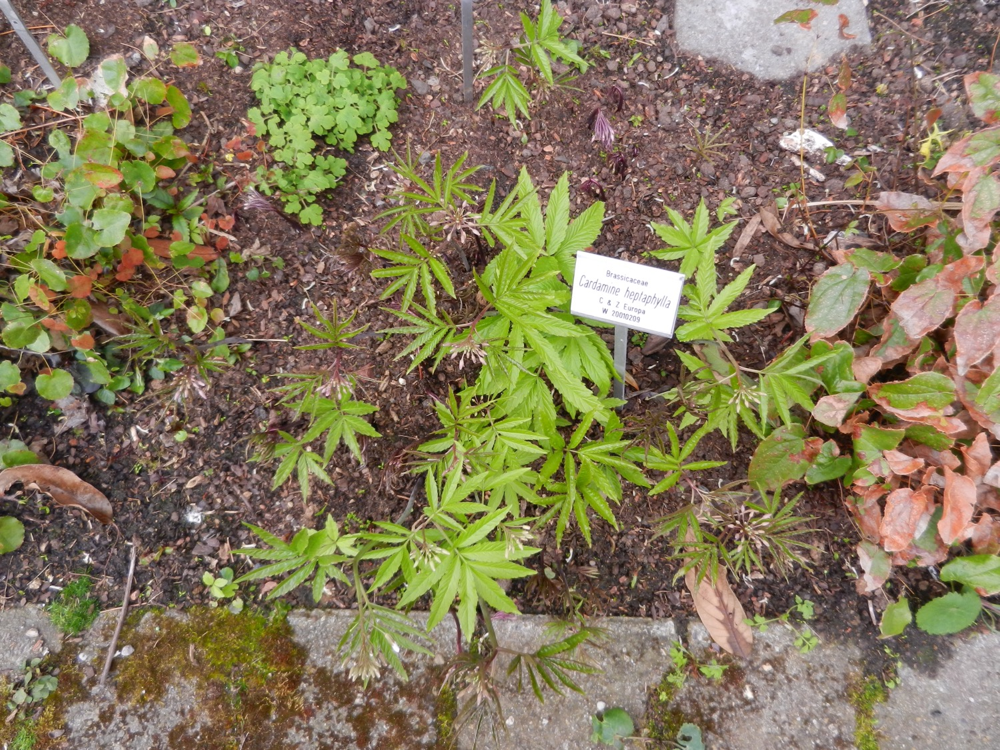 Brassicaceae
Cardamine heptaphylla
C. & Z Europa
W 20010209